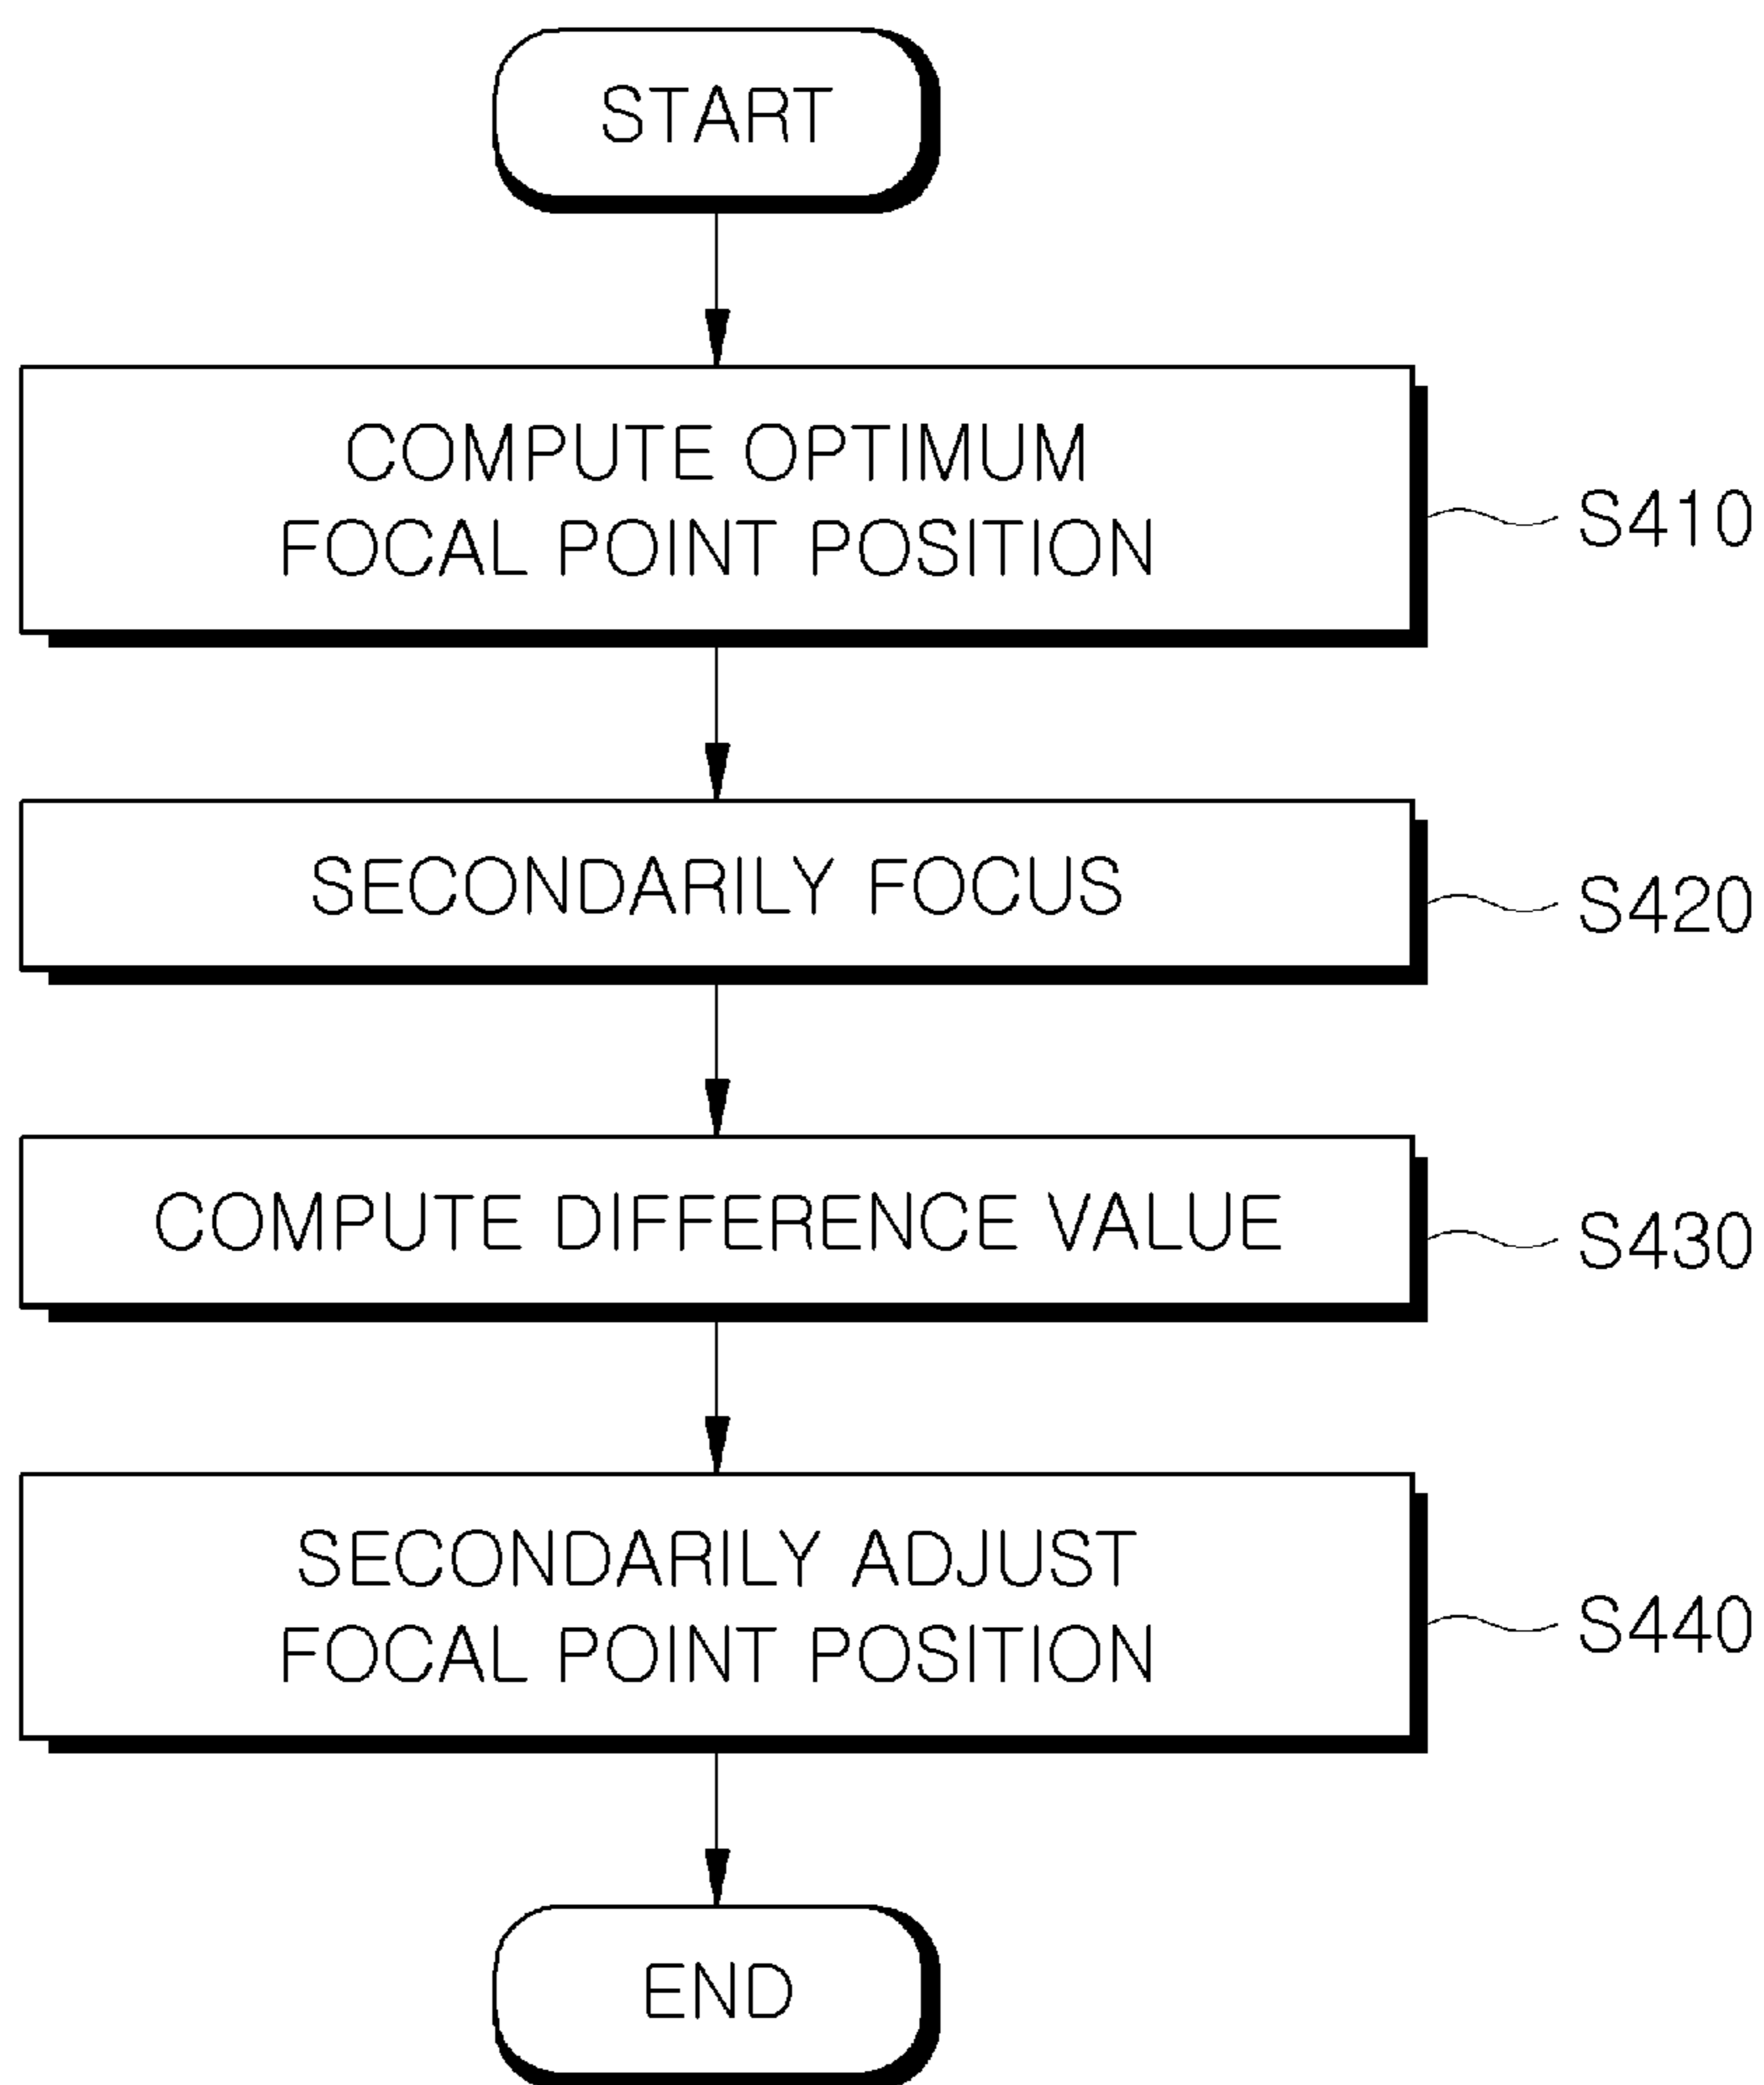 START
COMPUTE OPTIMUM
FOCAL POINT POSITION
S410
SECONDARILY FOCUS
S420
COMPUTE DIFFERENCE VALUE
S430
SECONDARILY ADJUST
FOCAL POINT POSITION
S440
END